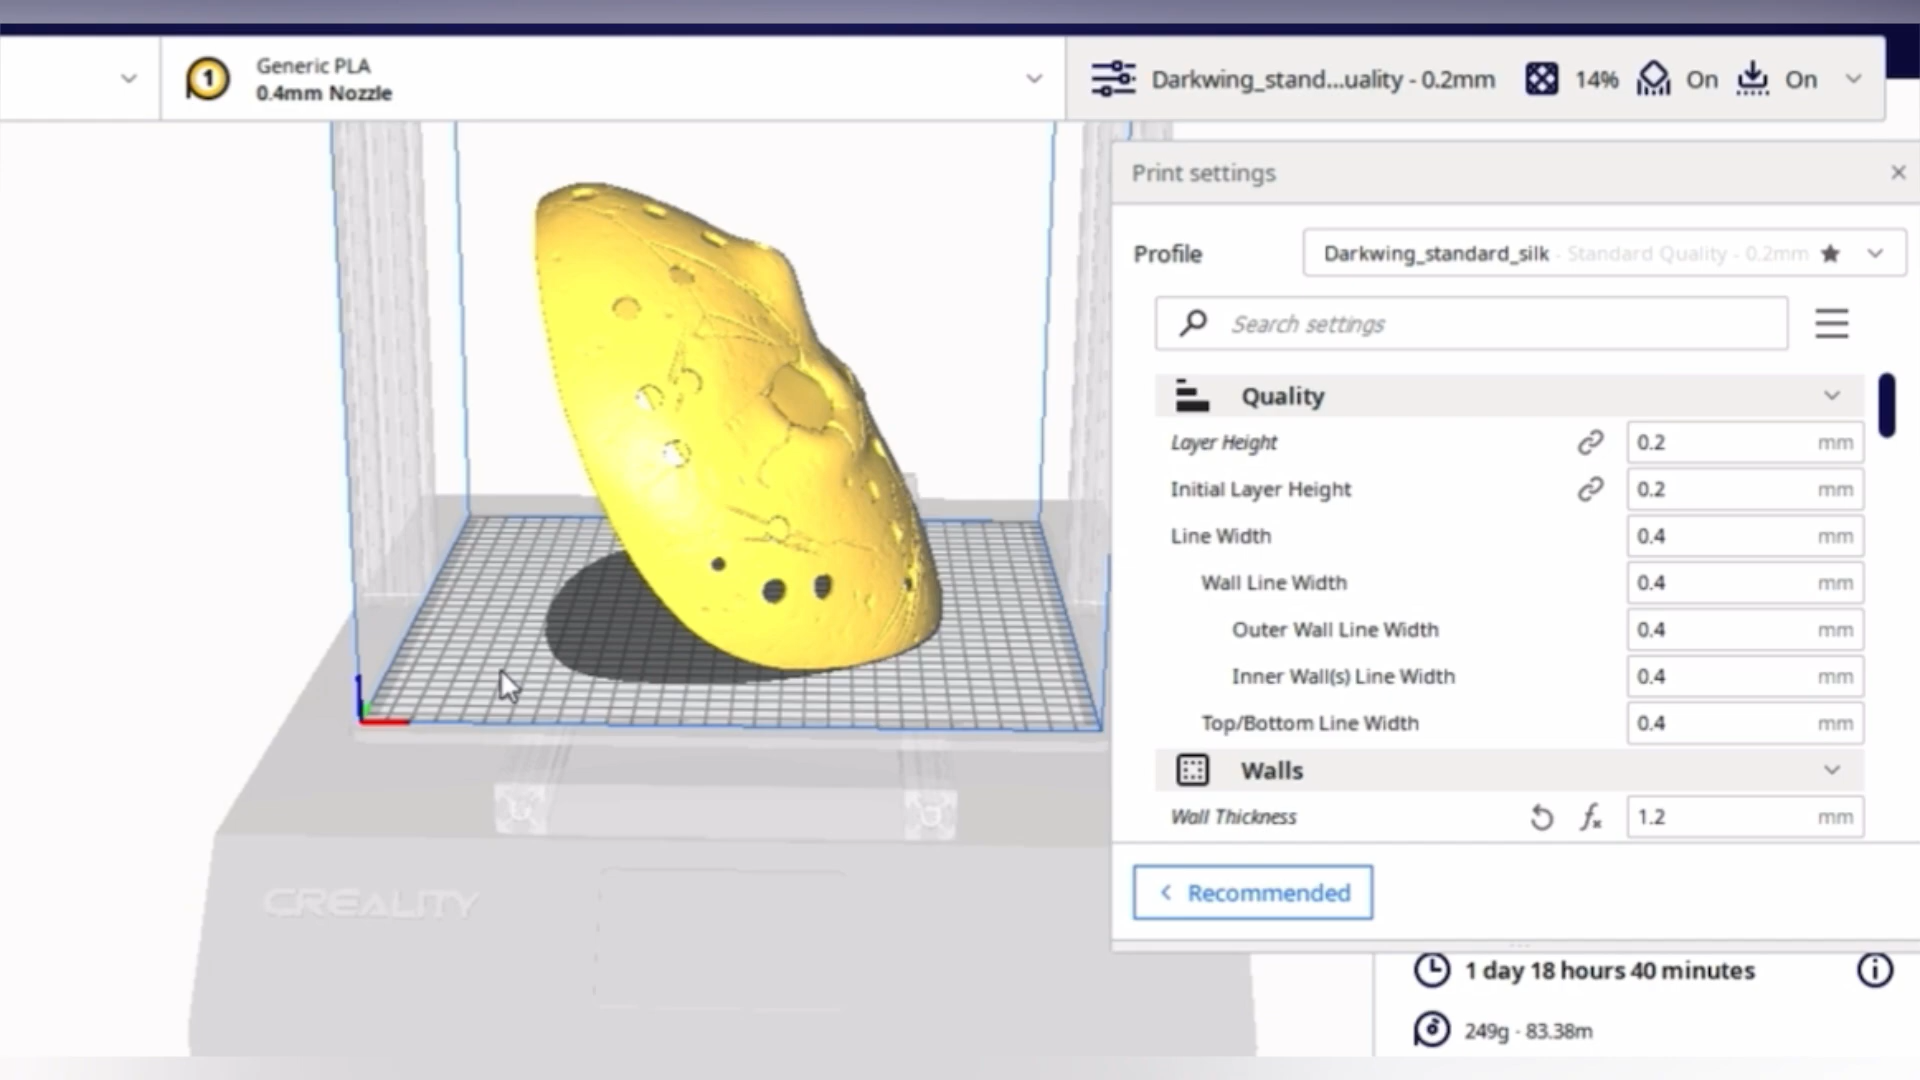 1
Generic PLA
0.4mm Nozzle
Darkwing_stand...uality - 0.2mm
14%
On
On
Print settings
Profile
Darkwing_standard_silk - Standard Quality - 0.2mm
Search settings
Quality
Layer Height 0.2 mm
Initial Layer Height 0.2 mm
Line Width 0.4 mm
Wall Line Width 0.4 mm
Outer Wall Line Width 0.4 mm
Inner Wall(s) Line Width 0.4 mm
Top/Bottom Line Width 0.4 mm
Walls
Wall Thickness fx 1.2 mm
Recommended
CREALITY
1 day 18 hours 40 minutes
249g · 83.38m